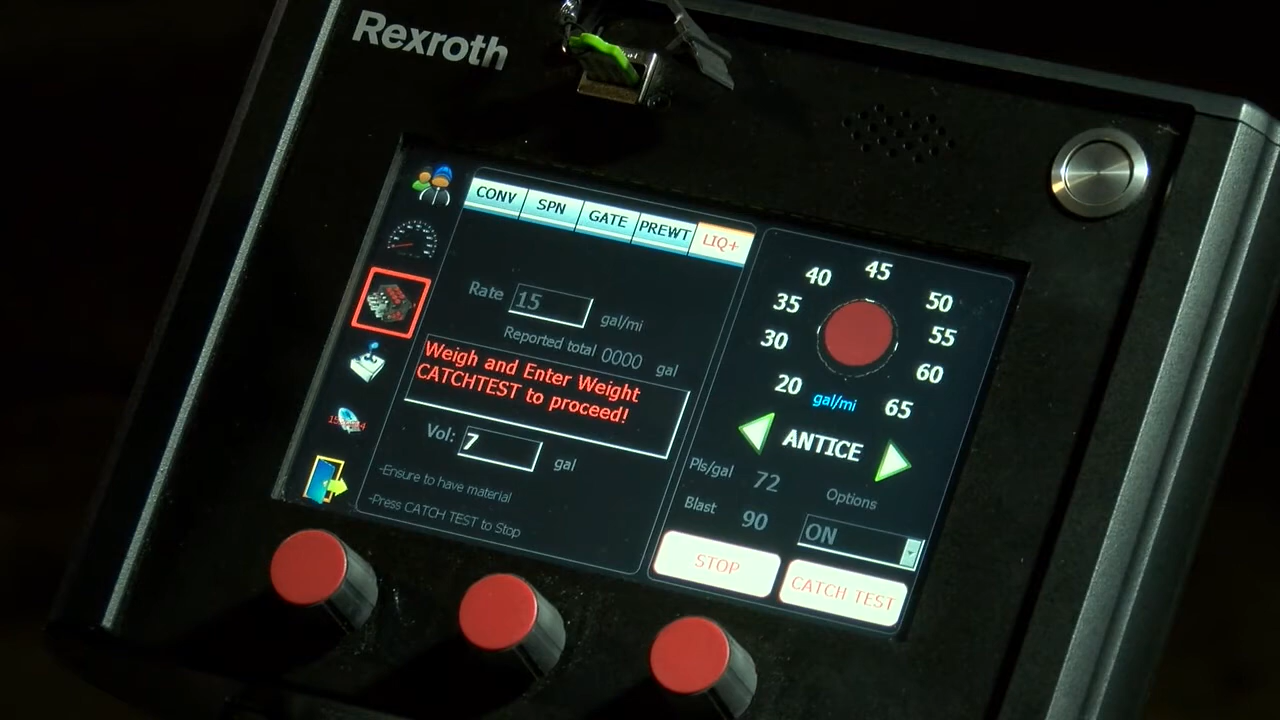 Rexroth
CONV SPN GATE PREWT LIQ+
Rate 15 gal/mi
Reported total 0000 gal
Weigh and Enter Weight
CATCHTEST to proceed!
Vol: 7 gal
-Ensure to have material
-Press CATCH TEST to Stop
45
40 50
35 55
30 60
20 gal/mi 65
ANTICE
Pls/gal 72
Options
Blast 90 ON
STOP CATCH TEST